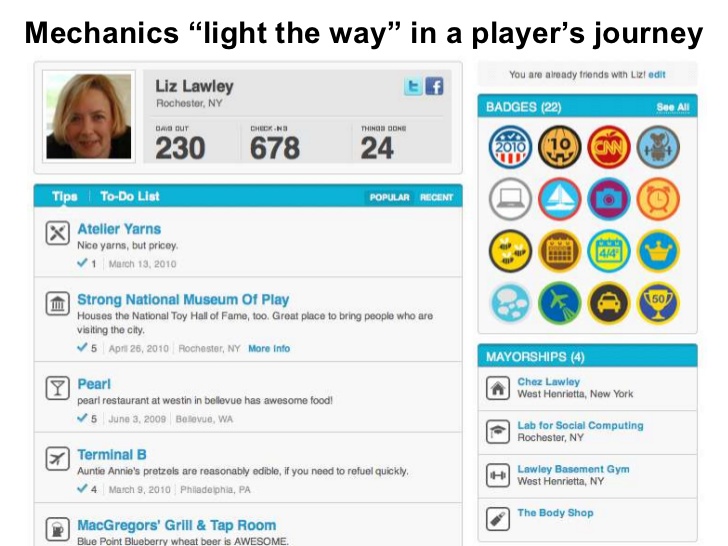 Mechanics “light the way” in a player’s journey
Liz Lawley
Rochester, NY
DAYS OUT
CHECK-INS
THINGS DONE
230
678
24
Tips
To-Do List
POPULAR
RECENT
Atelier Yarns
Nice yarns, but pricey.
1
March 13, 2010
Strong National Museum Of Play
Houses the National Toy Hall of Fame, too. Great place to bring people who are
visiting the city.
5
April 26, 2010
Rochester, NY
More Info
Pearl
pearl restaurant at westin in bellevue has awesome food!
5
June 3, 2009
Bellevue, WA
Terminal B
Auntie Annie's pretzels are reasonably edible, if you need to refuel quickly.
4
March 9, 2010
Philadelphia, PA
MacGregors' Grill & Tap Room
Blue Point Blueberry wheat beer is AWESOME.
You are already friends with Liz! edit
BADGES (22)
See All
2010
10
CNN
4/4²
50
MAYORSHIPS (4)
Chez Lawley
West Henrietta, New York
Lab for Social Computing
Rochester, NY
Lawley Basement Gym
West Henrietta, NY
The Body Shop